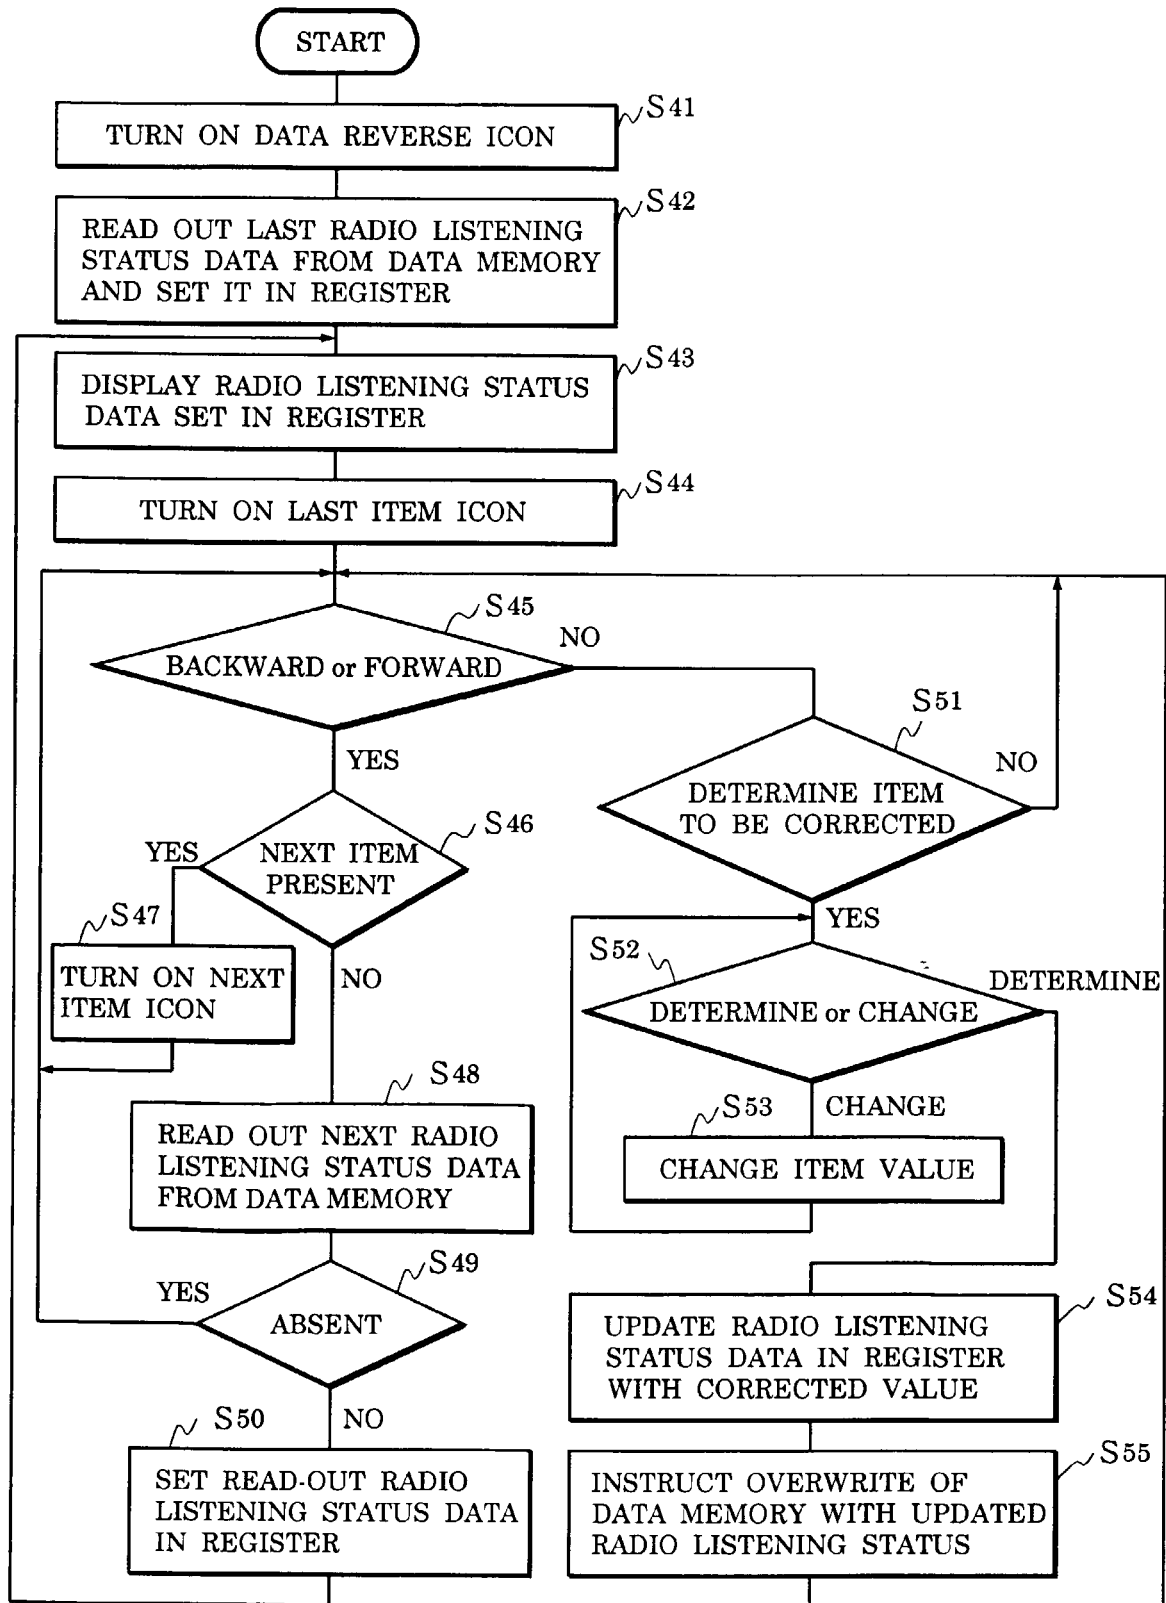 START
S41
TURN ON DATA REVERSE ICON
S42
READ OUT LAST RADIO LISTENING
STATUS DATA FROM DATA MEMORY
AND SET IT IN REGISTER
S43
DISPLAY RADIO LISTENING STATUS
DATA SET IN REGISTER
S44
TURN ON LAST ITEM ICON
S45
BACKWARD or FORWARD
NO
YES
S46
NEXT ITEM
PRESENT
YES
S47
TURN ON NEXT
ITEM ICON
NO
S48
READ OUT NEXT RADIO
LISTENING STATUS DATA
FROM DATA MEMORY
S49
ABSENT
YES
NO
S50
SET READ-OUT RADIO
LISTENING STATUS DATA
IN REGISTER
S51
DETERMINE ITEM
TO BE CORRECTED
NO
YES
S52
DETERMINE or CHANGE
DETERMINE
CHANGE
S53
CHANGE ITEM VALUE
S54
UPDATE RADIO LISTENING
STATUS DATA IN REGISTER
WITH CORRECTED VALUE
S55
INSTRUCT OVERWRITE OF
DATA MEMORY WITH UPDATED
RADIO LISTENING STATUS